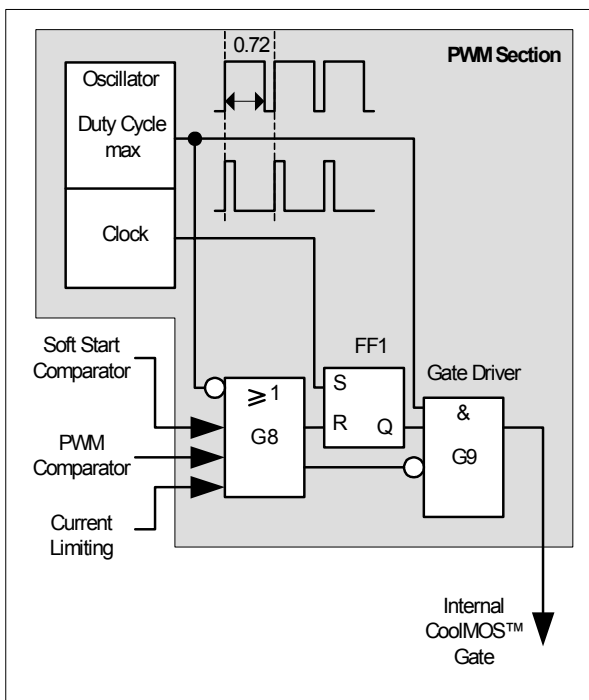 0.72
PWM Section
Oscillator
Duty Cycle
max
Clock
Soft Start
Comparator
FF1
Gate Driver
S
R
Q
≥1
G8
&
G9
PWM
Comparator
Current
Limiting
Internal
CoolMOS™
Gate